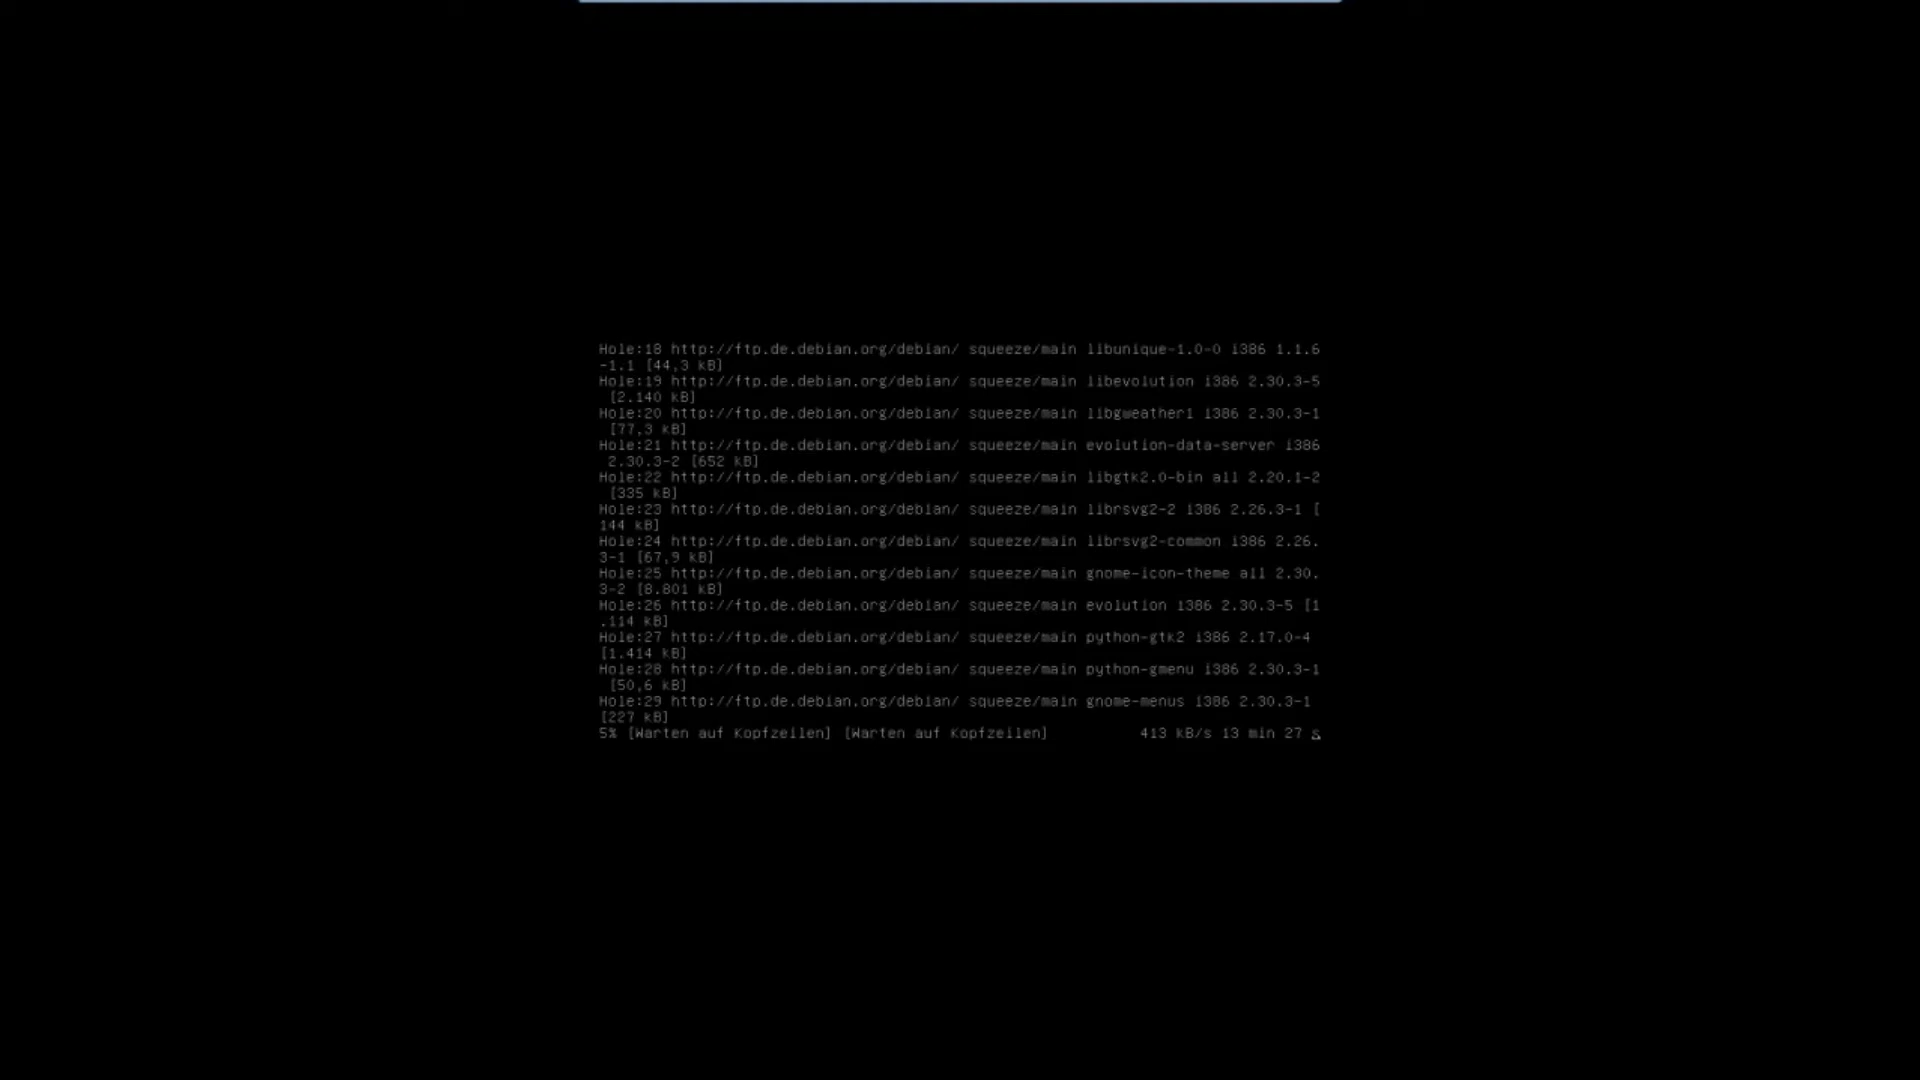 Hole:18 http://ftp.de.debian.org/debian/ squeeze/main libunique-1.0-0 i386 1.1.6
-1.1 [44,3 kB]
Hole:19 http://ftp.de.debian.org/debian/ squeeze/main libevolution i386 2.30.3-5
[2.140 kB]
Hole:20 http://ftp.de.debian.org/debian/ squeeze/main libgweather1 i386 2.30.3-1
[77,3 kB]
Hole:21 http://ftp.de.debian.org/debian/ squeeze/main evolution-data-server i386
2.30.3-2 [652 kB]
Hole:22 http://ftp.de.debian.org/debian/ squeeze/main libgtk2.0-bin all 2.20.1-2
[335 kB]
Hole:23 http://ftp.de.debian.org/debian/ squeeze/main librsvg2-2 i386 2.26.3-1 [
144 kB]
Hole:24 http://ftp.de.debian.org/debian/ squeeze/main librsvg2-common i386 2.26.
3-1 [67,9 kB]
Hole:25 http://ftp.de.debian.org/debian/ squeeze/main gnome-icon-theme all 2.30.
3-2 [8.801 kB]
Hole:26 http://ftp.de.debian.org/debian/ squeeze/main evolution i386 2.30.3-5 [1
.114 kB]
Hole:27 http://ftp.de.debian.org/debian/ squeeze/main python-gtk2 i386 2.17.0-4
[1.414 kB]
Hole:28 http://ftp.de.debian.org/debian/ squeeze/main python-gmenu i386 2.30.3-1
[50,6 kB]
Hole:29 http://ftp.de.debian.org/debian/ squeeze/main gnome-menus i386 2.30.3-1
[227 kB]
5% [Warten auf Kopfzeilen] [Warten auf Kopfzeilen] 413 kB/s 13 min 27 s